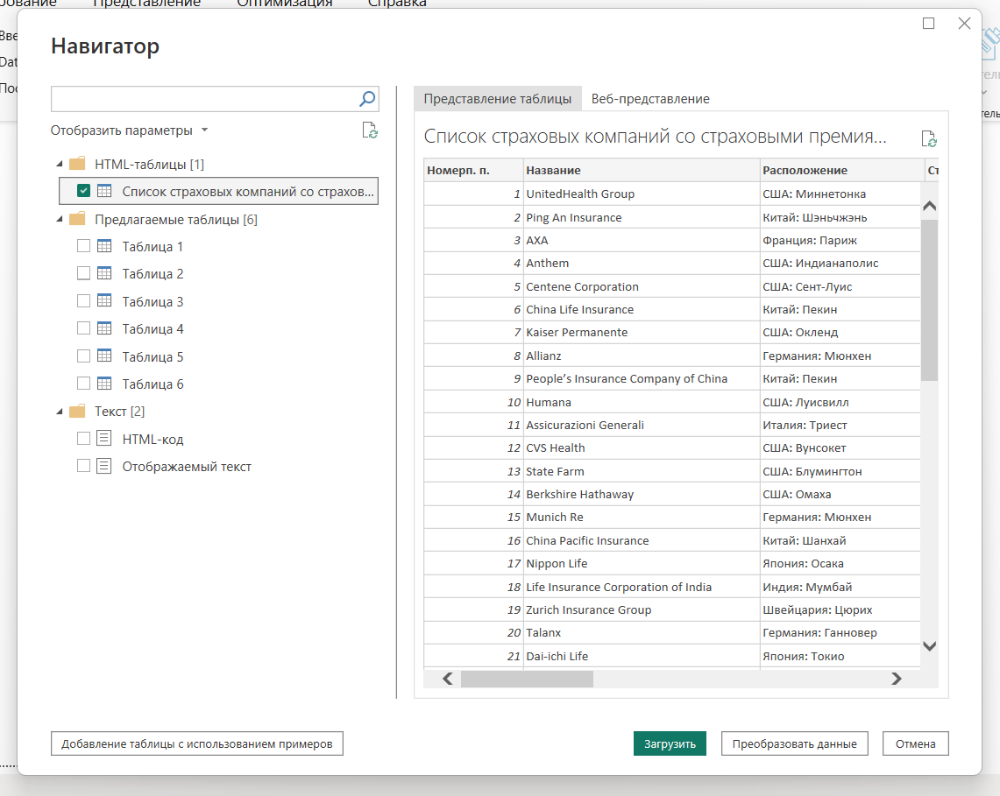 Представление
Оптимизация
Справка
Навигатор
Отобразить параметры
HTML-таблицы [1]
Список страховых компаний со страхов...
Предлагаемые таблицы [6]
Таблица 1
Таблица 2
Таблица 3
Таблица 4
Таблица 5
Таблица 6
Текст [2]
HTML-код
Отображаемый текст
Представление таблицы
Веб-представление
Список страховых компаний со страховыми премия...
Номерп. п. Название Расположение Ст
1 UnitedHealth Group США: Миннетонка
2 Ping An Insurance Китай: Шэньчжэнь
3 AXA Франция: Париж
4 Anthem США: Индианаполис
5 Centene Corporation США: Сент-Луис
6 China Life Insurance Китай: Пекин
7 Kaiser Permanente США: Окленд
8 Allianz Германия: Мюнхен
9 People’s Insurance Company of China Китай: Пекин
10 Humana США: Луисвилл
11 Assicurazioni Generali Италия: Триест
12 CVS Health США: Вунсокет
13 State Farm США: Блумингтон
14 Berkshire Hathaway США: Омаха
15 Munich Re Германия: Мюнхен
16 China Pacific Insurance Китай: Шанхай
17 Nippon Life Япония: Осака
18 Life Insurance Corporation of India Индия: Мумбай
19 Zurich Insurance Group Швейцария: Цюрих
20 Talanx Германия: Ганновер
21 Dai-ichi Life Япония: Токио
Добавление таблицы с использованием примеров
Загрузить
Преобразовать данные
Отмена